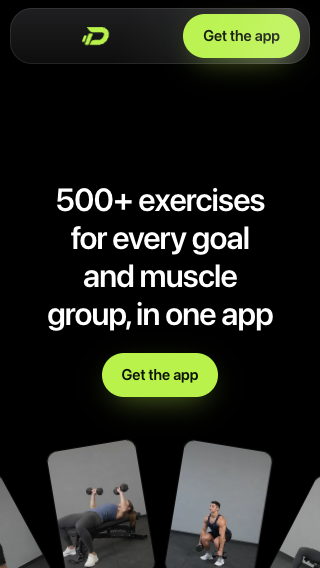 Get the app
500+ exercises
for every goal
and muscle
group, in one app
Get the app